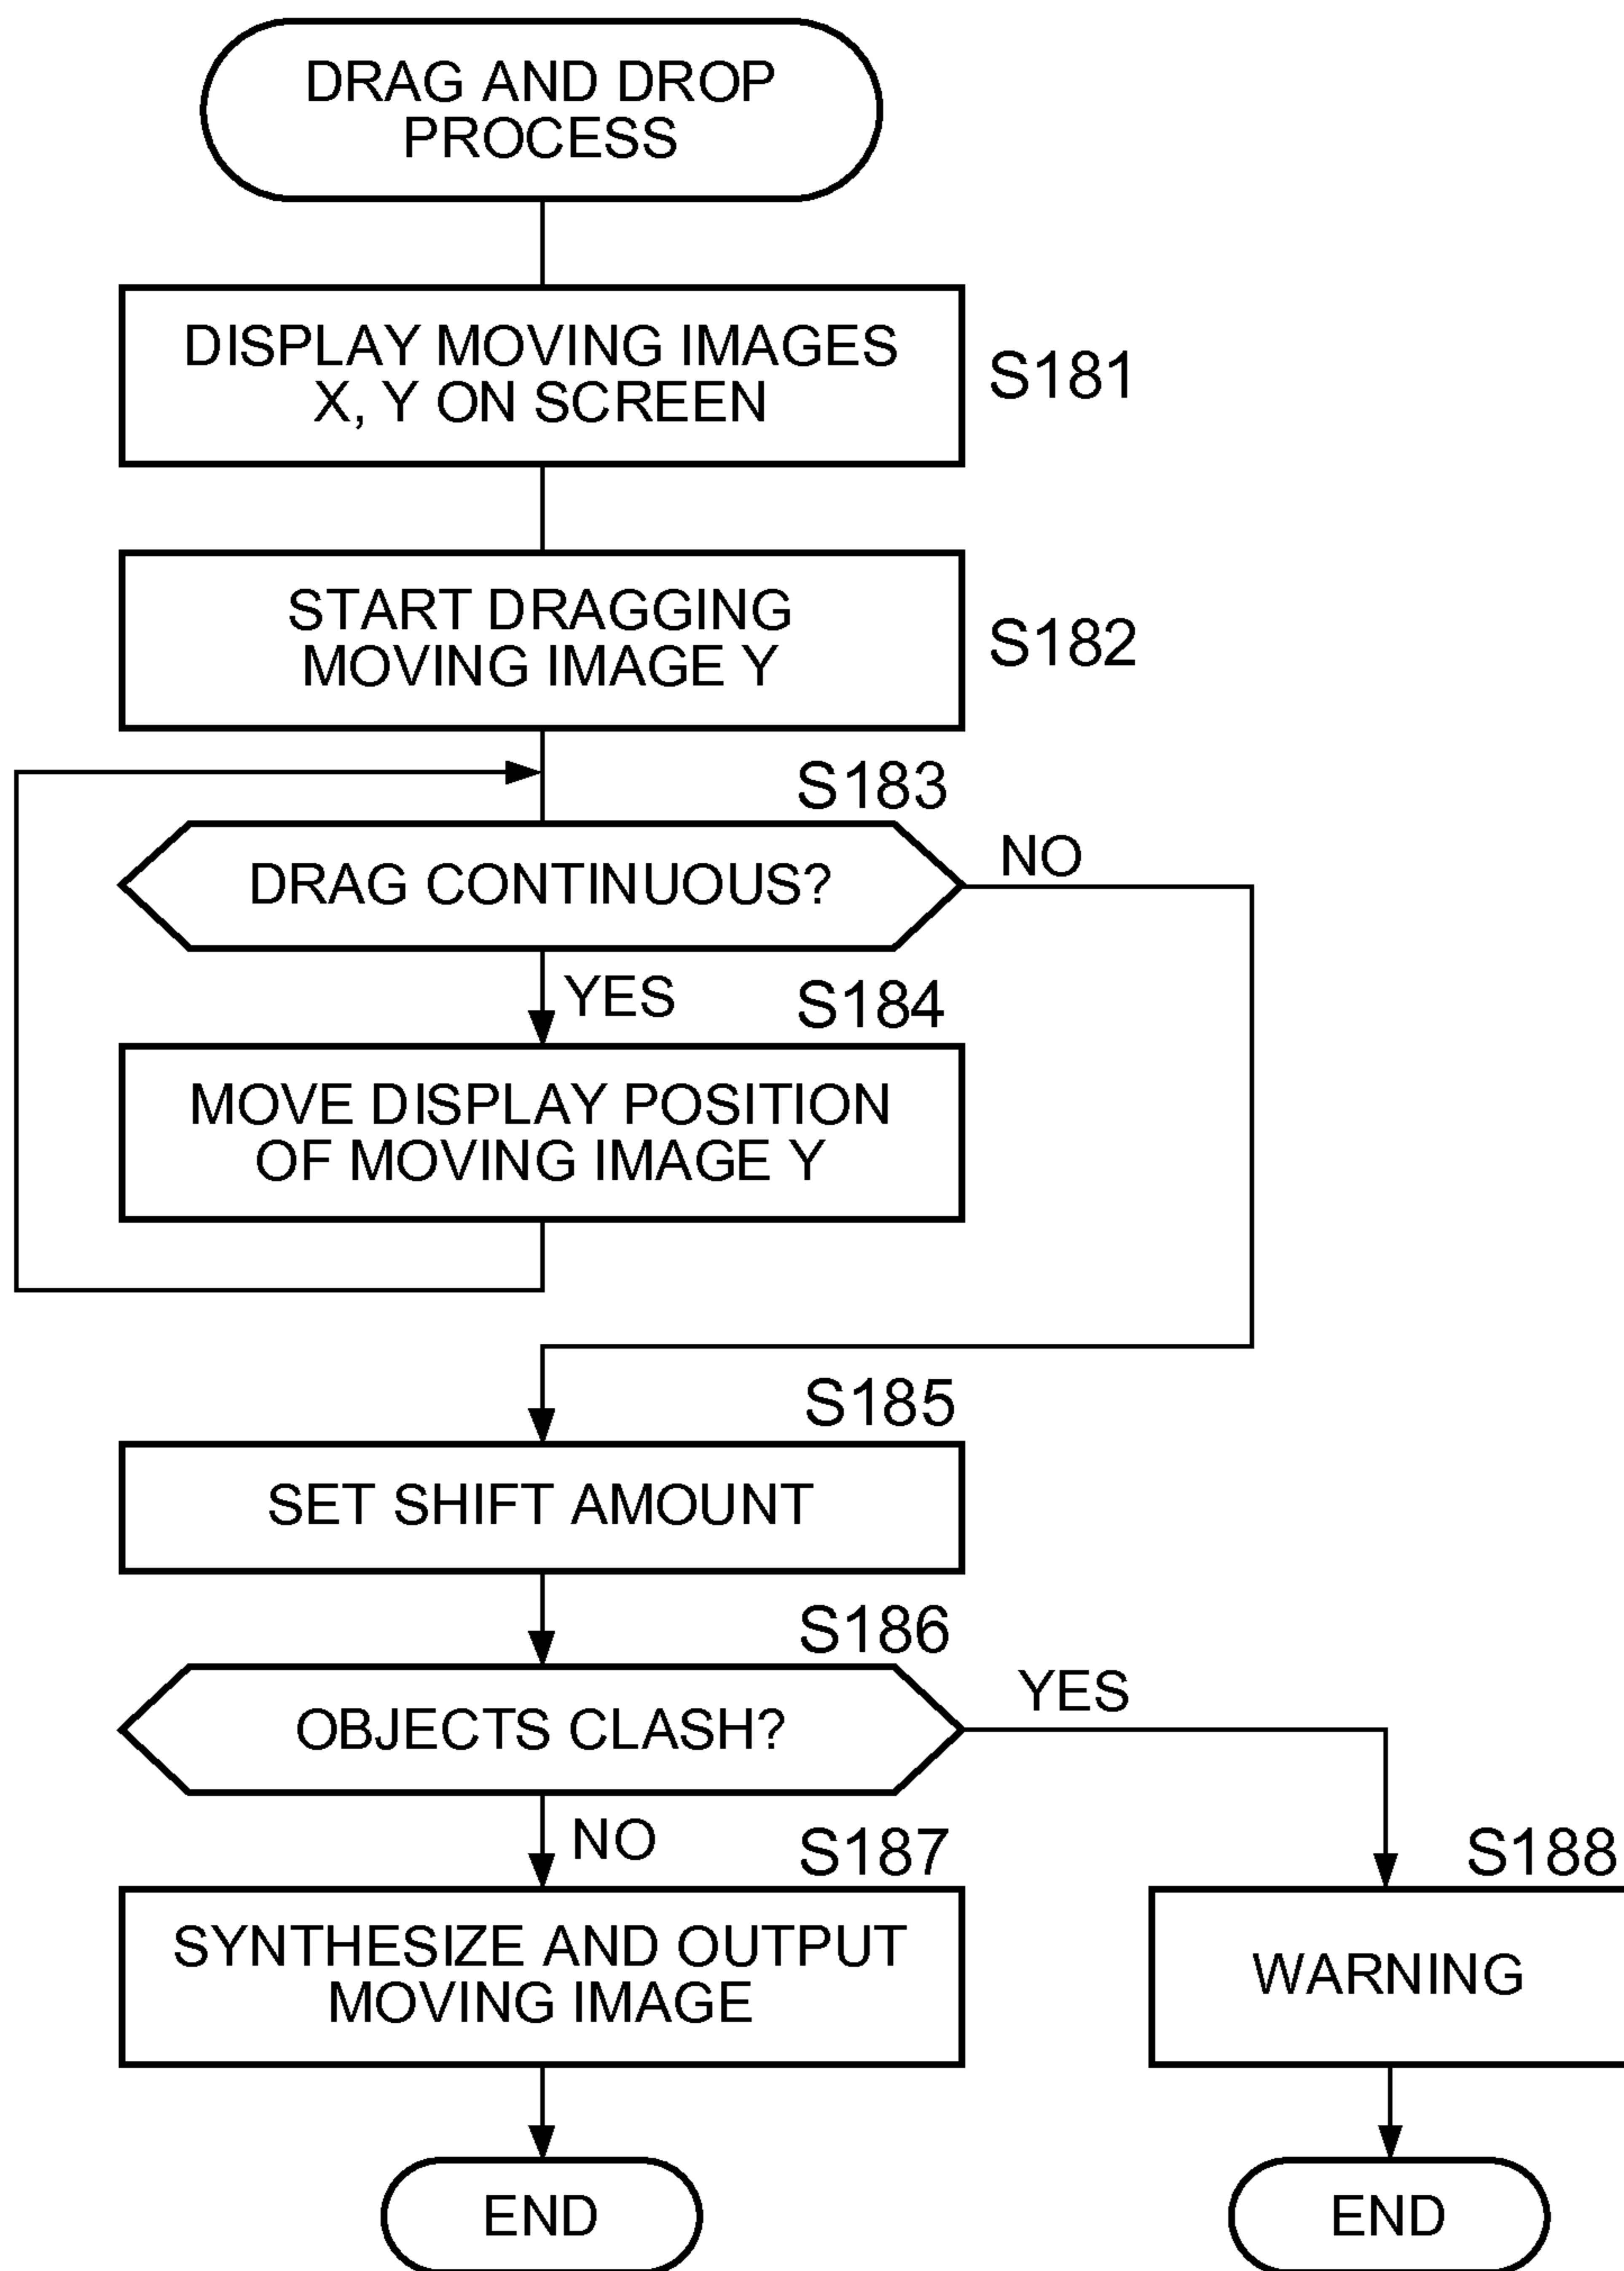 DRAG AND DROP
PROCESS
DISPLAY MOVING IMAGES
X, Y ON SCREEN
S181
START DRAGGING
MOVING IMAGE Y
S182
S183
DRAG CONTINUOUS?
NO
YES
S184
MOVE DISPLAY POSITION
OF MOVING IMAGE Y
S185
SET SHIFT AMOUNT
S186
OBJECTS CLASH?
YES
NO
S187
SYNTHESIZE AND OUTPUT
MOVING IMAGE
S188
WARNING
END
END